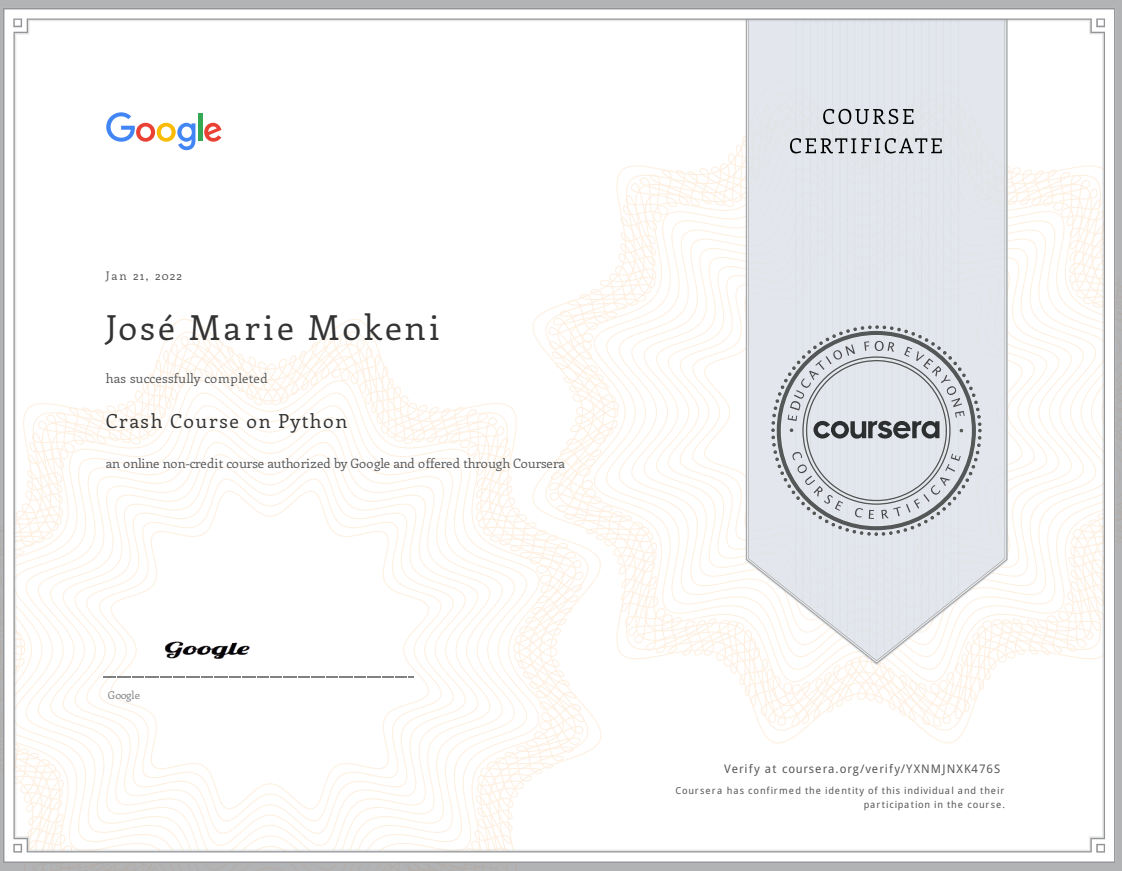 Google
COURSE
CERTIFICATE
Jan 21, 2022
José Marie Mokeni
has successfully completed
Crash Course on Python
an online non-credit course authorized by Google and offered through Coursera
EDUCATION FOR EVERYONE
coursera
COURSE CERTIFICATE
Google
Google
Verify at coursera.org/verify/YXNMJNXK476S
Coursera has confirmed the identity of this individual and their
participation in the course.